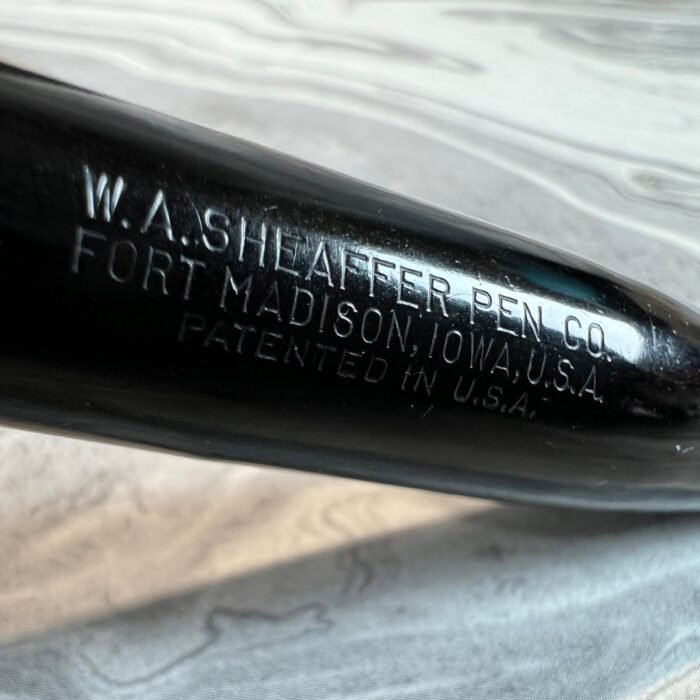 W.A. SHEAFFER PEN CO.
FORT MADISON, IOWA, U.S.A.
PATENTED IN U.S.A.